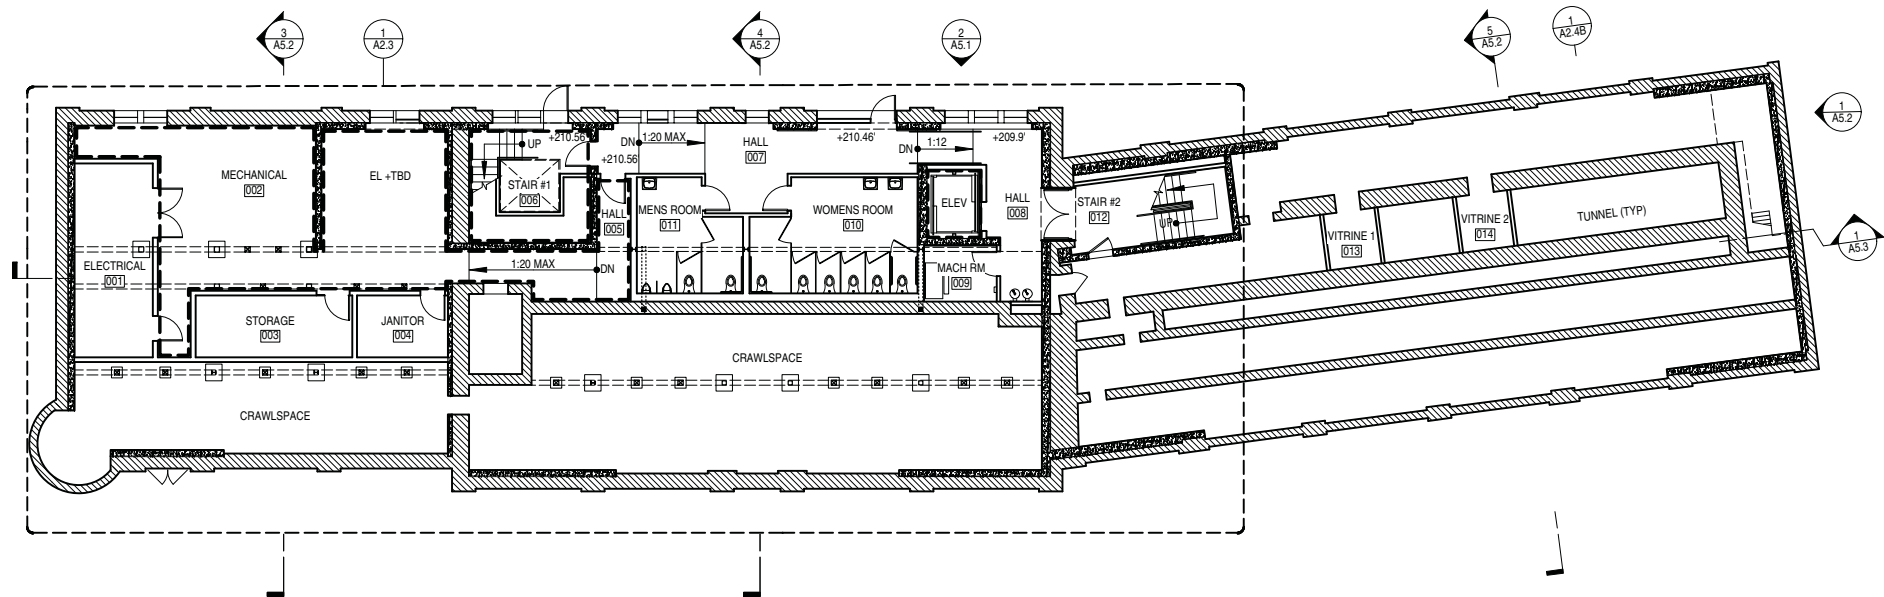 3
A5.2
1
A2.3
4
A5.2
2
A5.1
5
A5.2
1
A2.4B
1
A5.2
1
A5.3
+210.56'
UP
DN
1:20 MAX
+210.56'
HALL
007
+210.46'
DN
1:12
+209.9'
MECHANICAL
002
EL +TBD
STAIR #1
006
HALL
005
MENS ROOM
011
WOMENS ROOM
010
ELEV
HALL
008
STAIR #2
012
UP
VITRINE 1
013
VITRINE 2
014
TUNNEL (TYP)
ELECTRICAL
001
1:20 MAX
DN
MACH RM
009
STORAGE
003
JANITOR
004
CRAWLSPACE
CRAWLSPACE